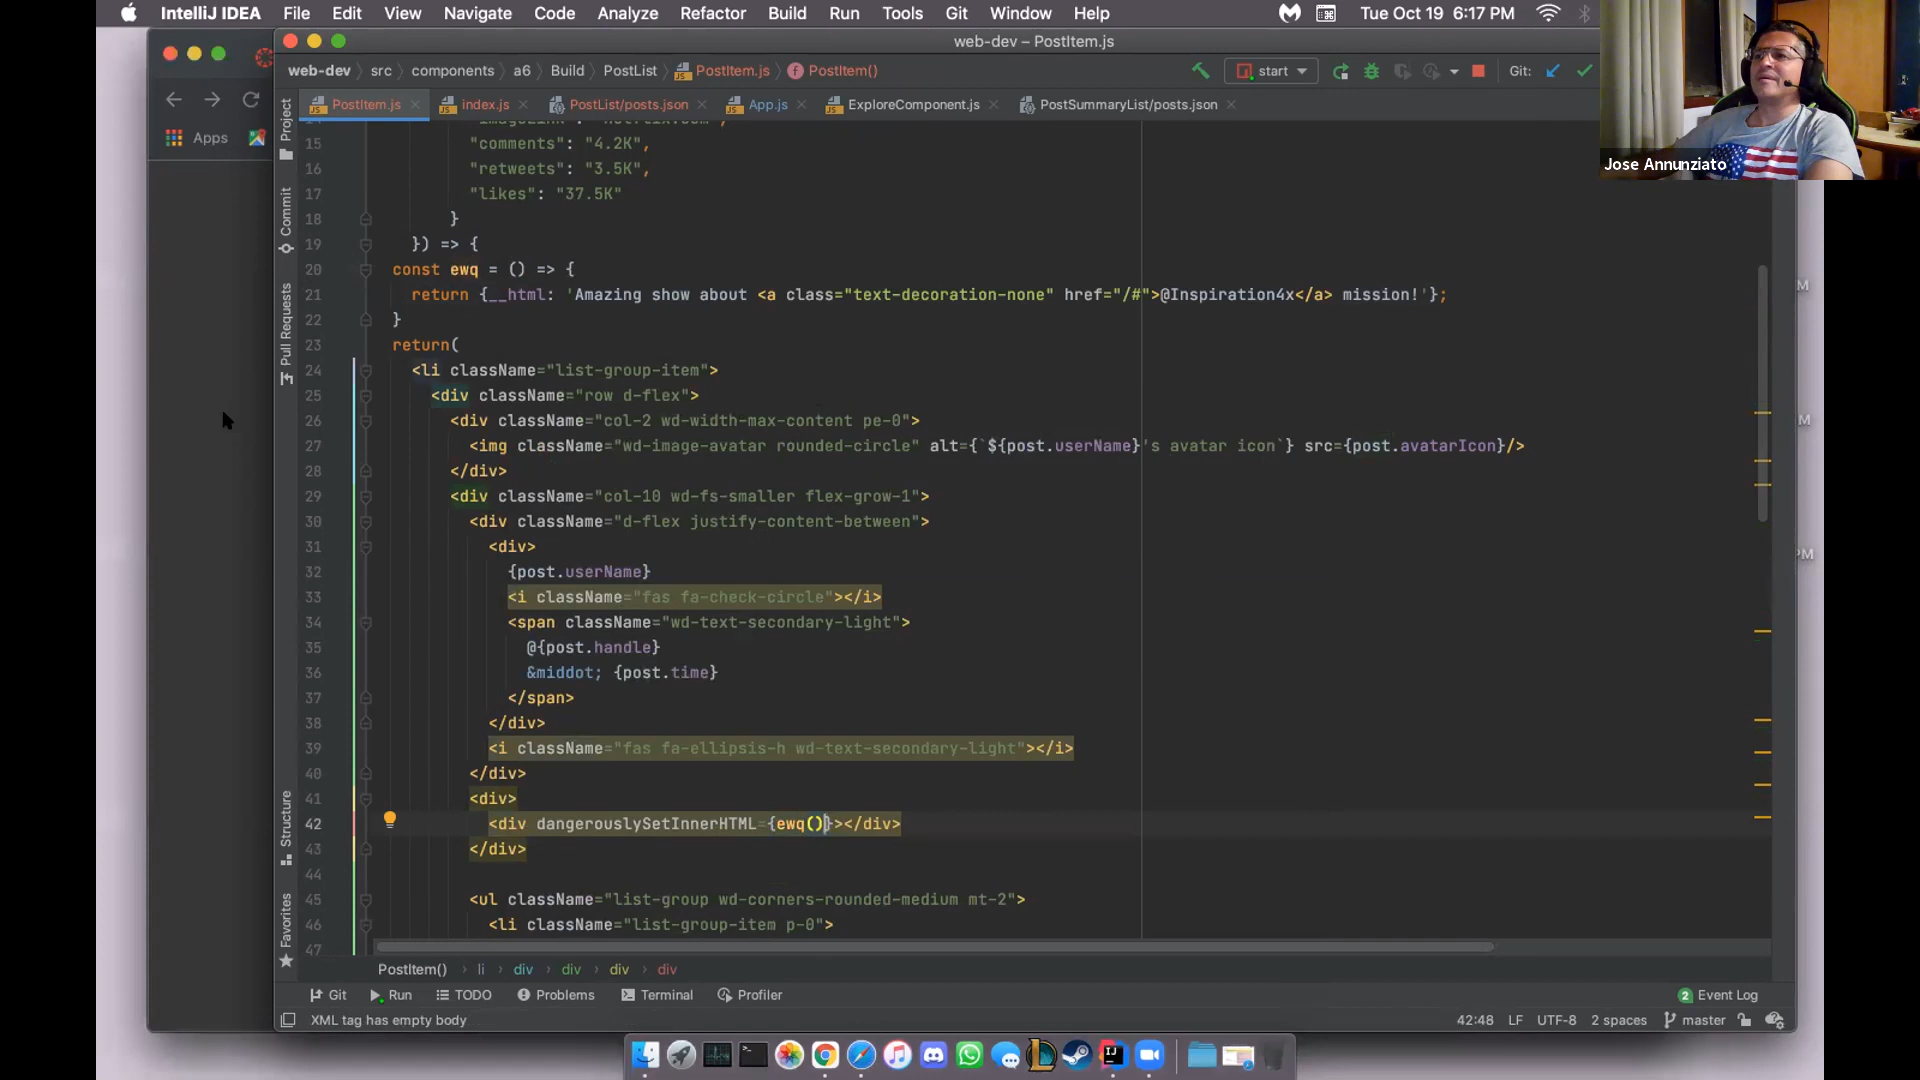 IntelliJ IDEA File Edit View Navigate Code Analyze Refactor Build Run Tools Git Window Help Tue Oct 19 6:17 PM
web-dev – PostItem.js
web-dev src components a6 Build PostList PostItem.js PostItem() start Git:
PostItem.js index.js PostList/posts.json App.js ExploreComponent.js PostSummaryList/posts.json
Apps
Jose Annunziato
Project
Commit
Pull Requests
Structure
Favorites
15 "comments": "4.2K",
16 "retweets": "3.5K",
17 "likes": "37.5K"
18 }
19 }) => {
20 const ewq = () => {
21 return {__html: 'Amazing show about <a class="text-decoration-none" href="/#">@Inspiration4x</a> mission!'};
22 }
23 return(
24 <li className="list-group-item">
25 <div className="row d-flex">
26 <div className="col-2 wd-width-max-content pe-0">
27 <img className="wd-image-avatar rounded-circle" alt={`${post.userName}'s avatar icon`} src={post.avatarIcon}/>
28 </div>
29 <div className="col-10 wd-fs-smaller flex-grow-1">
30 <div className="d-flex justify-content-between">
31 <div>
32 {post.userName}
33 <i className="fas fa-check-circle"></i>
34 <span className="wd-text-secondary-light">
35 @{post.handle}
36 &middot; {post.time}
37 </span>
38 </div>
39 <i className="fas fa-ellipsis-h wd-text-secondary-light"></i>
40 </div>
41 <div>
42 <div dangerouslySetInnerHTML={ewq()}></div>
43 </div>
44
45 <ul className="list-group wd-corners-rounded-medium mt-2">
46 <li className="list-group-item p-0">
47
PostItem() li div div div div
Git Run TODO Problems Terminal Profiler 2 Event Log
XML tag has empty body 42:48 LF UTF-8 2 spaces master